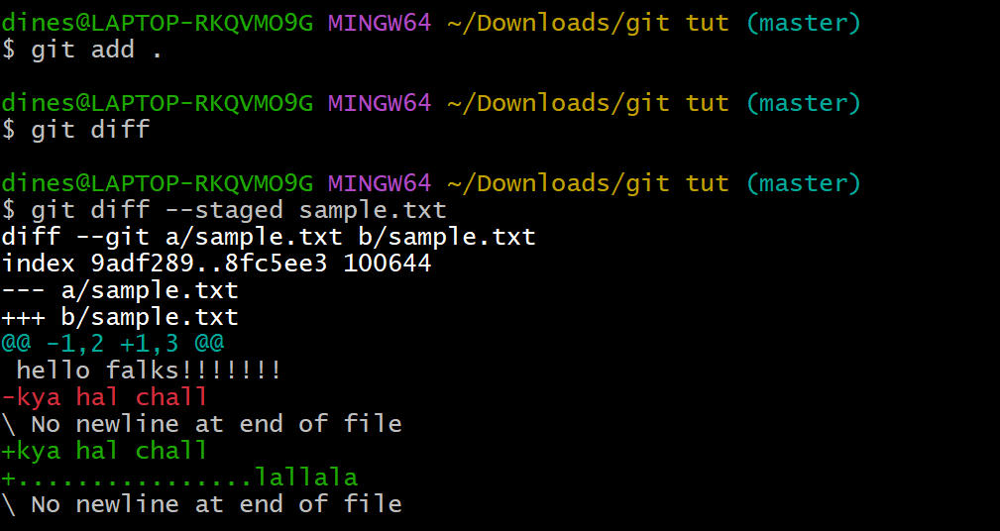 dines@LAPTOP-RKQVMO9G MINGW64 ~/Downloads/git tut (master)
$ git add .
dines@LAPTOP-RKQVMO9G MINGW64 ~/Downloads/git tut (master)
$ git diff
dines@LAPTOP-RKQVMO9G MINGW64 ~/Downloads/git tut (master)
$ git diff --staged sample.txt
diff --git a/sample.txt b/sample.txt
index 9adf289..8fc5ee3 100644
--- a/sample.txt
+++ b/sample.txt
@@ -1,2 +1,3 @@
 hello falks!!!!!!!
-kya hal chall
\ No newline at end of file
+kya hal chall
+................lallala
\ No newline at end of file